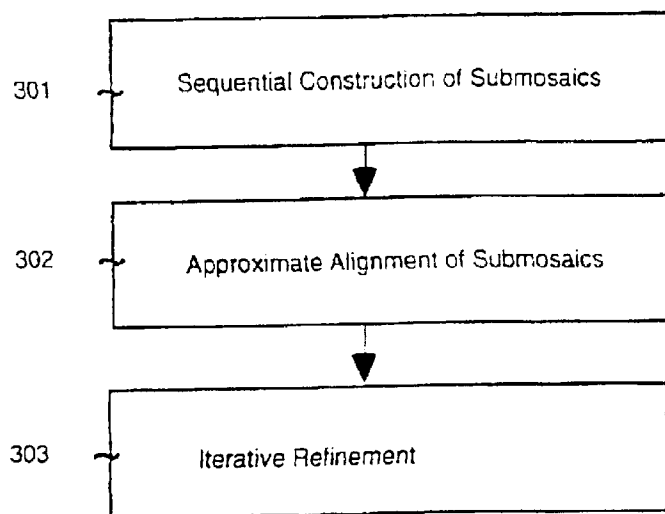 301 Sequential Construction of Submosaics
302 Approximate Alignment of Submosaics
303 Iterative Refinement